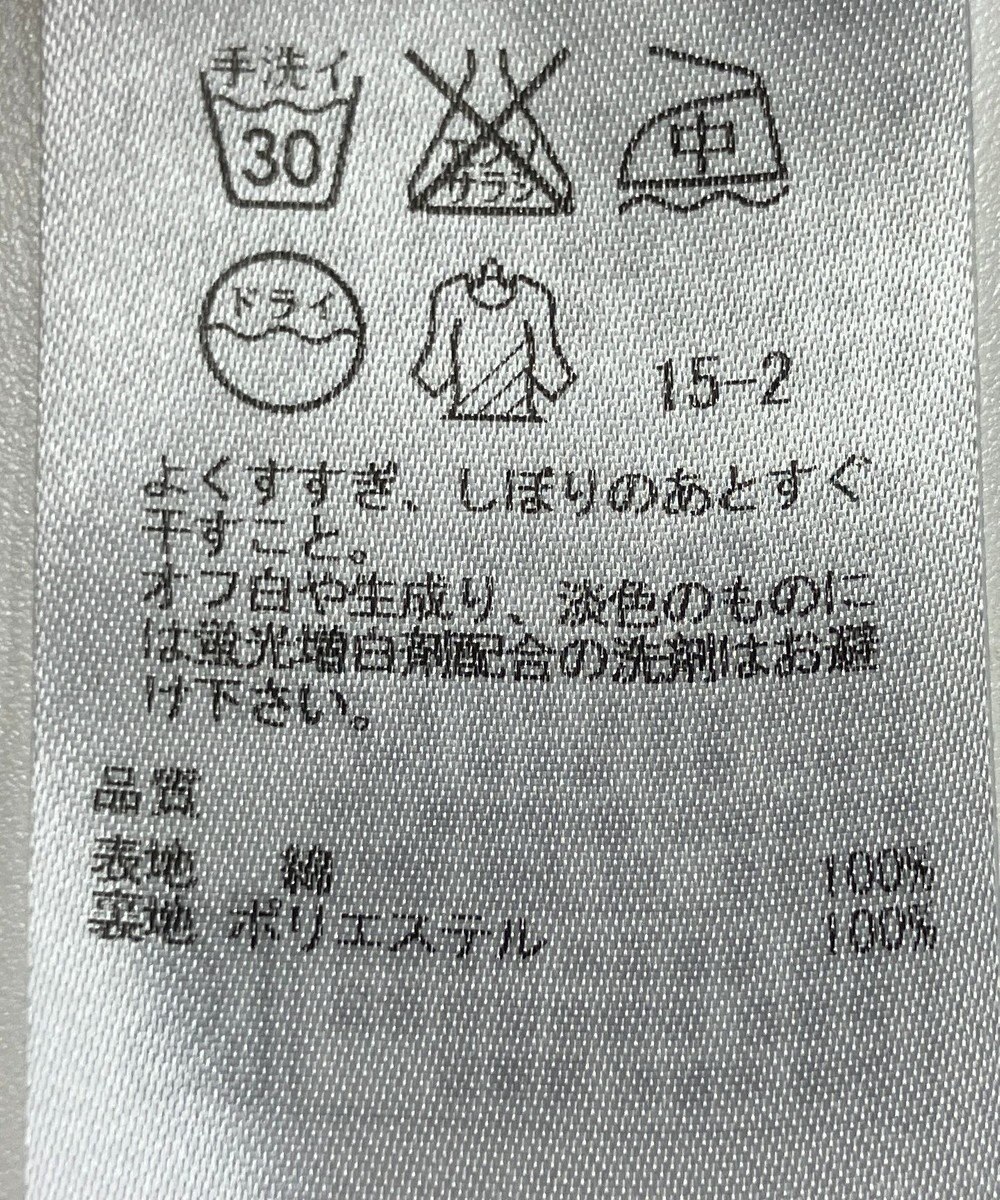 手洗イ
30
エンソ
サラシ
中
ドライ
15-2
よくすすぎ、しぼりのあとすぐ
干すこと。
オフ白や生成り、淡色のものに
は蛍光増白剤配合の洗剤はお避
け下さい。
品質
表地 綿 100%
裏地 ポリエステル 100%